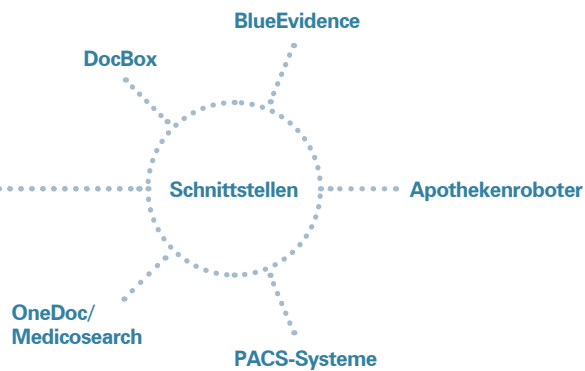 BlueEvidence
DocBox
Schnittstellen
Apothekenroboter
OneDoc/
Medicosearch
PACS-Systeme